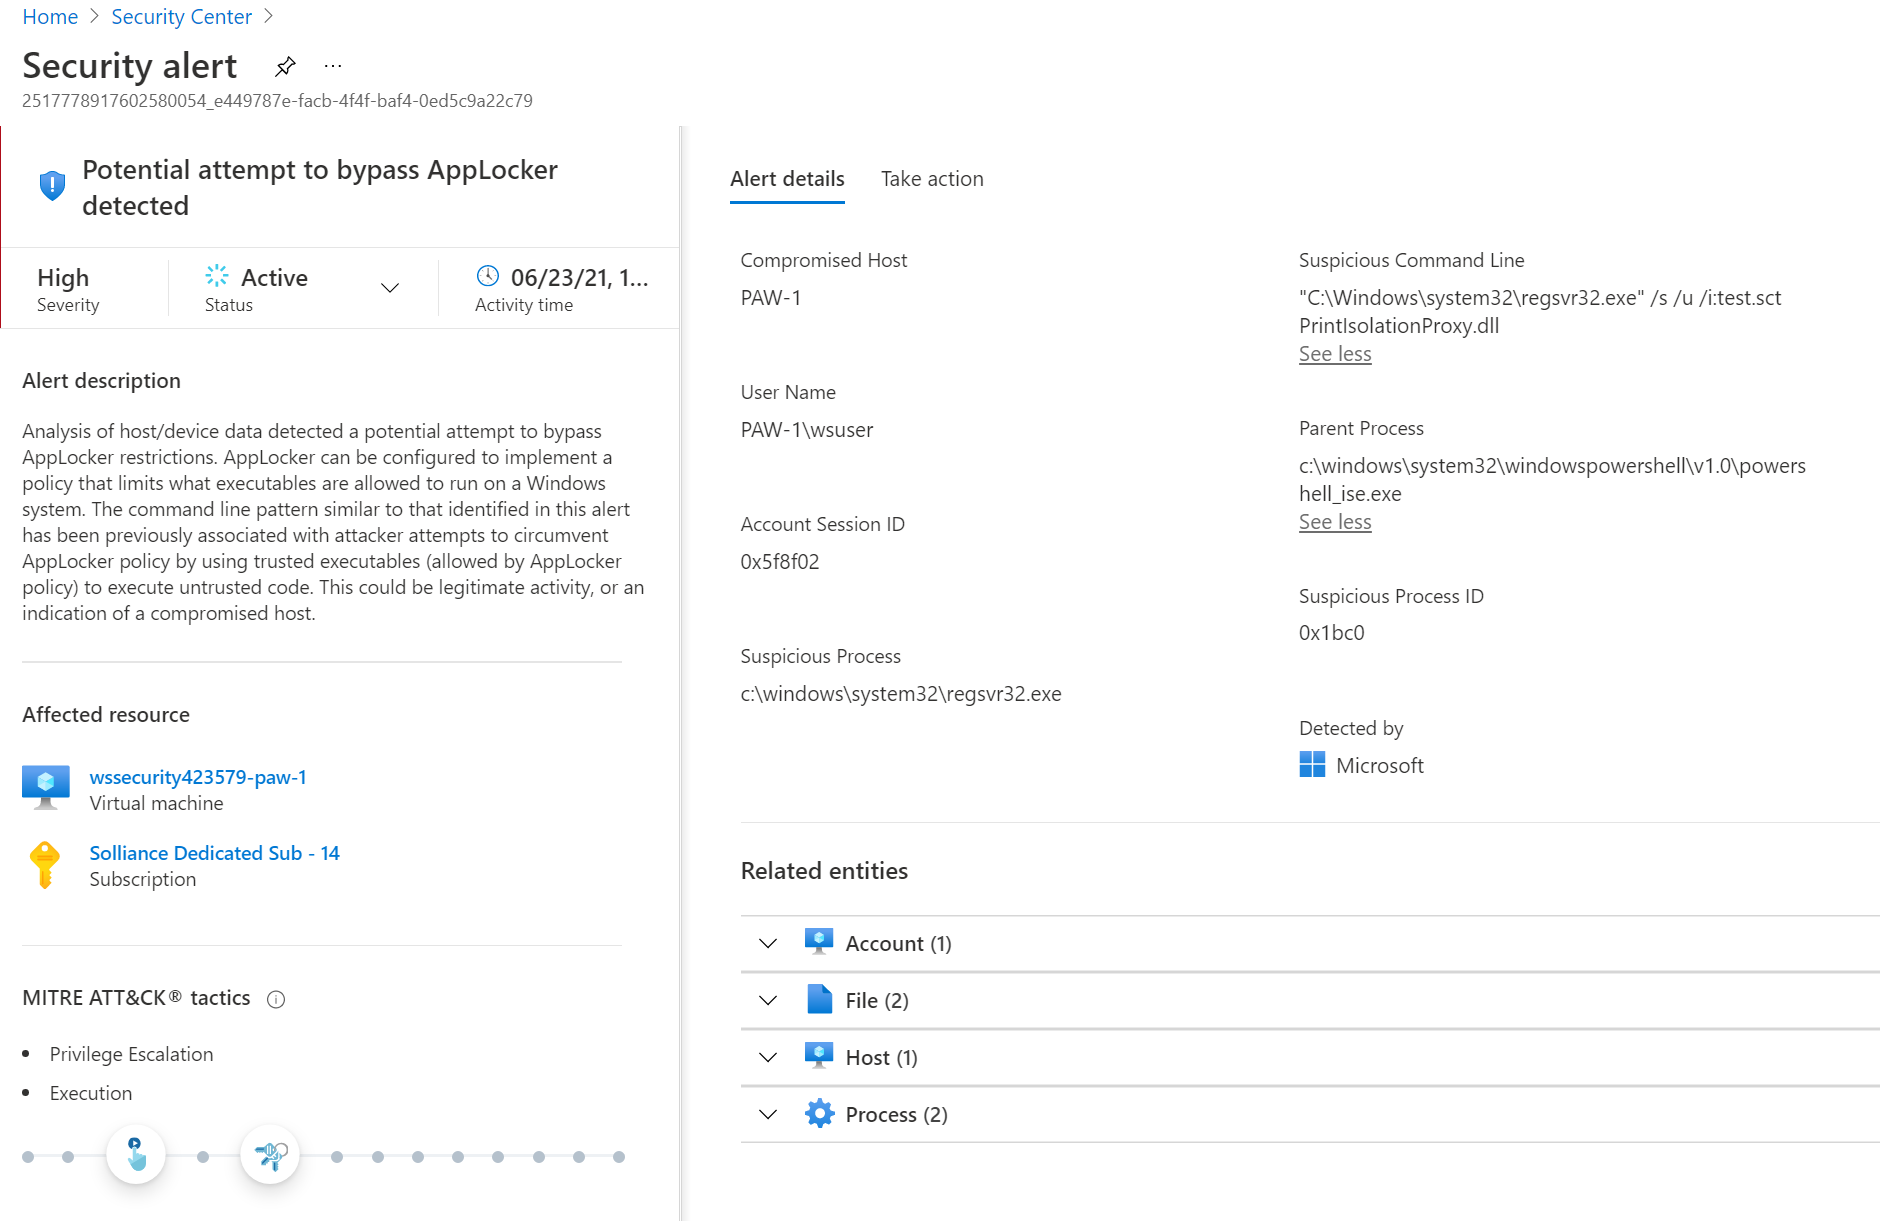 Home > Security Center >
Security alert ...
2517778917602580054_e449787e-facb-4f4f-baf4-0ed5c9a22c79
Potential attempt to bypass AppLocker
detected
High
Severity
Active
Status
06/23/21, 1...
Activity time
Alert description
Analysis of host/device data detected a potential attempt to bypass
AppLocker restrictions. AppLocker can be configured to implement a
policy that limits what executables are allowed to run on a Windows
system. The command line pattern similar to that identified in this alert
has been previously associated with attacker attempts to circumvent
AppLocker policy by using trusted executables (allowed by AppLocker
policy) to execute untrusted code. This could be legitimate activity, or an
indication of a compromised host.
Affected resource
wssecurity423579-paw-1
Virtual machine
Solliance Dedicated Sub - 14
Subscription
MITRE ATT&CK® tactics
• Privilege Escalation
• Execution
Alert details
Take action
Compromised Host
PAW-1
User Name
PAW-1\wsuser
Account Session ID
0x5f8f02
Suspicious Process
c:\windows\system32\regsvr32.exe
Suspicious Command Line
"C:\Windows\system32\regsvr32.exe" /s /u /i:test.sct
PrintIsolationProxy.dll
See less
Parent Process
c:\windows\system32\windowspowershell\v1.0\powers
hell_ise.exe
See less
Suspicious Process ID
0x1bc0
Detected by
Microsoft
Related entities
Account (1)
File (2)
Host (1)
Process (2)